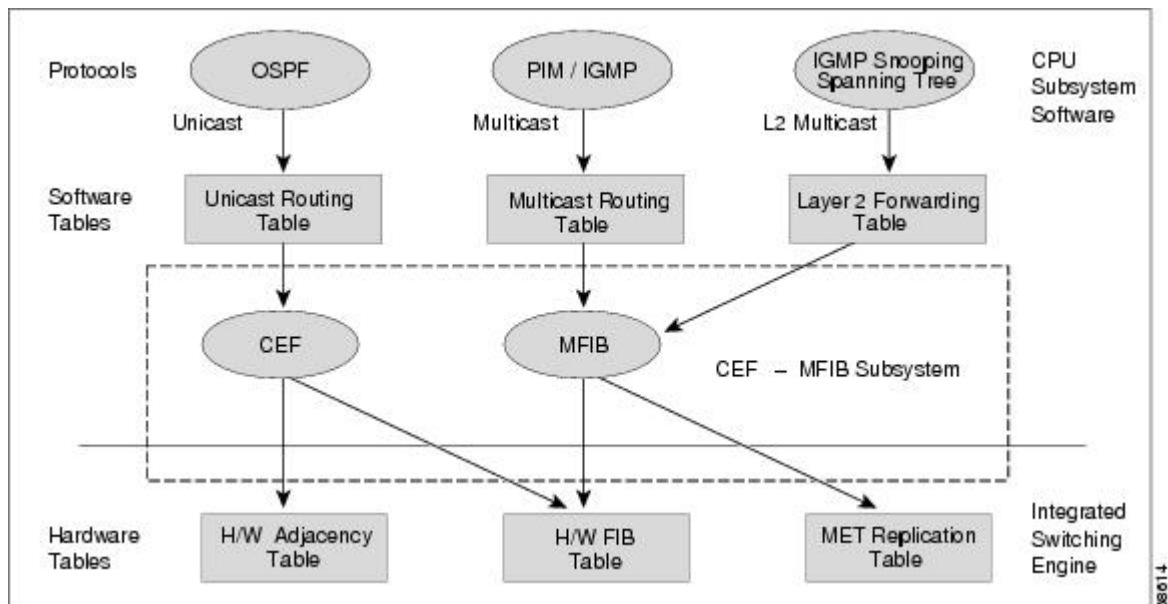 Protocols
OSPF
PIM / IGMP
IGMP Snooping
Spanning Tree
CPU
Subsystem
Software
Unicast
Multicast
L2 Multicast
Software
Tables
Unicast Routing
Table
Multicast Routing
Table
Layer 2 Forwarding
Table
CEF
MFIB
CEF – MFIB Subsystem
Hardware
Tables
H/W Adjacency
Table
H/W FIB
Table
MET Replication
Table
Integrated
Switching
Engine